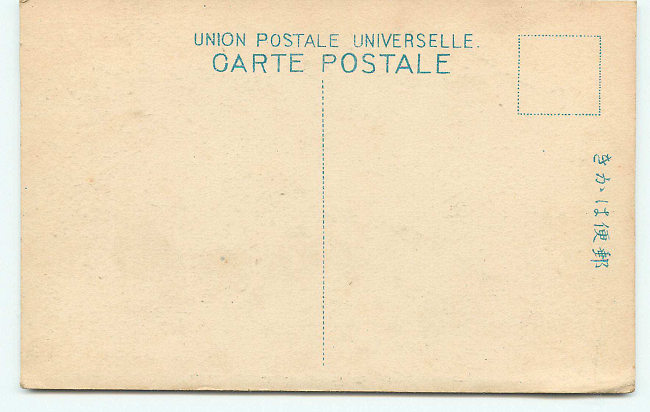 UNION POSTALE UNIVERSELLE.
CARTE POSTALE
きかは便郵